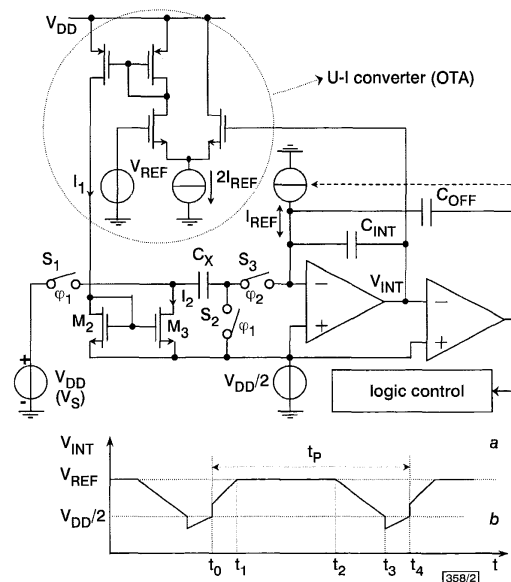 V_DD
U-I converter (OTA)
V_REF
2I_REF
I_1
I_REF
C_OFF
C_INT
S_1
φ_1
C_X
S_3
φ_2
I_2
S_2
φ_1
M_2
M_3
V_INT
−
+
−
+
+
-
V_DD
(V_S)
V_DD/2
logic control
V_INT
a
t_P
V_REF
V_DD/2
b
t_0
t_1
t_2
t_3
t_4
t
358/2